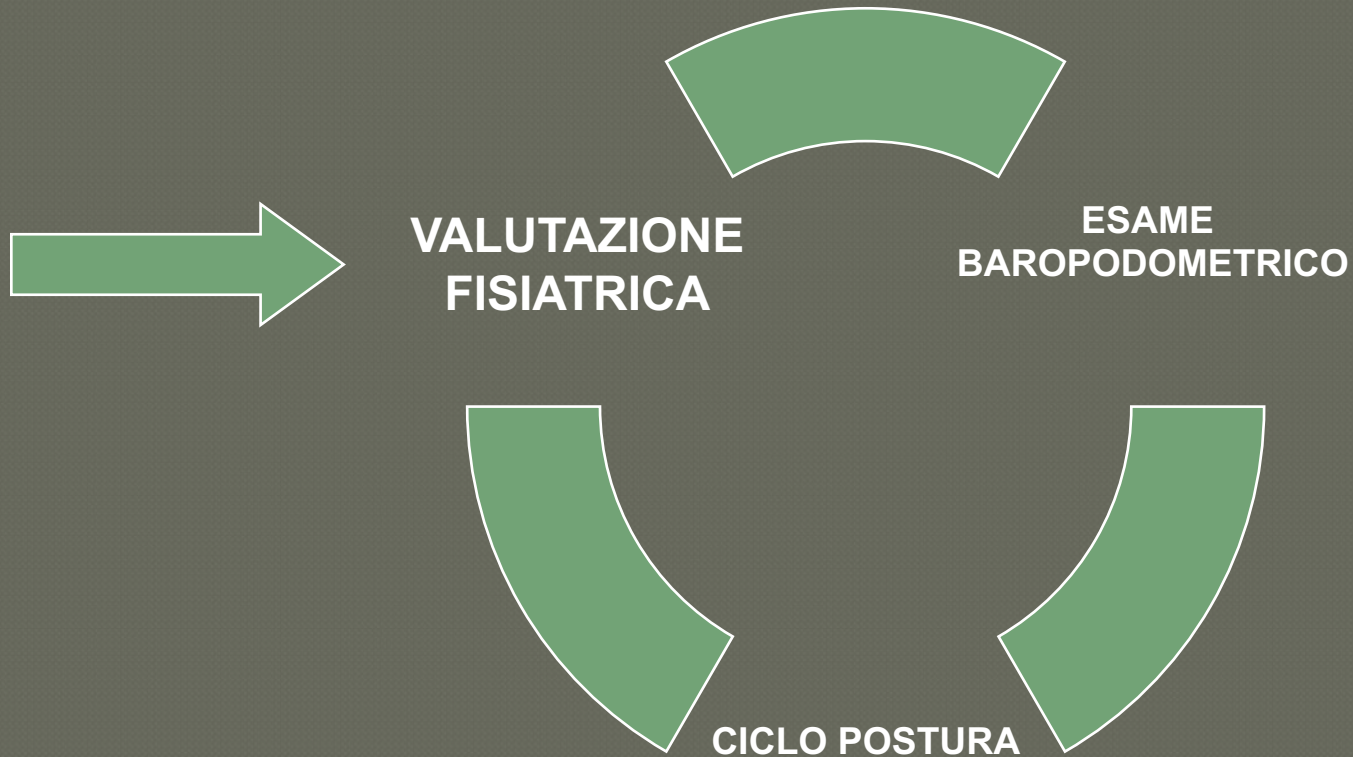 VALUTAZIONE
FISIATRICA
ESAME
BAROPODOMETRICO
CICLO POSTURA